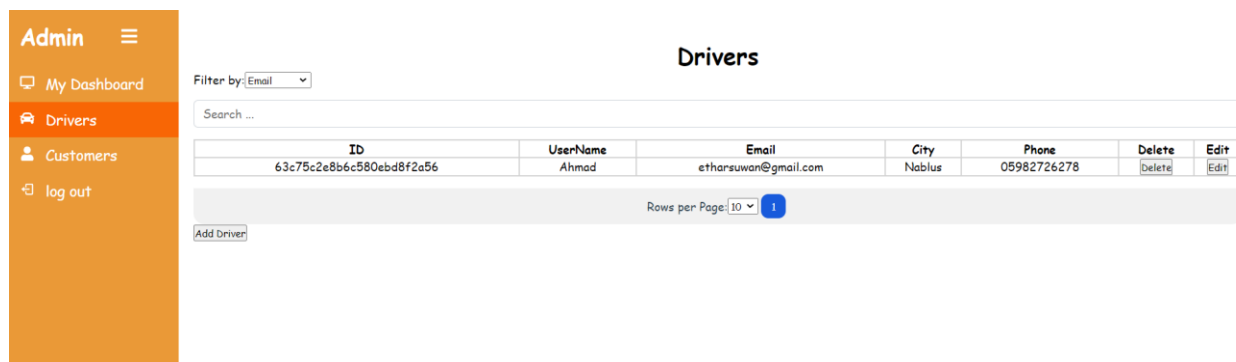 Admin
My Dashboard
Drivers
Customers
log out
Drivers
Filter by: Email
Search ...
ID UserName Email City Phone Delete Edit
63c75c2e8b6c580ebd8f2a56 Ahmad etharsuwan@gmail.com Nablus 05982726278 Delete Edit
Rows per Page: 10 1
Add Driver